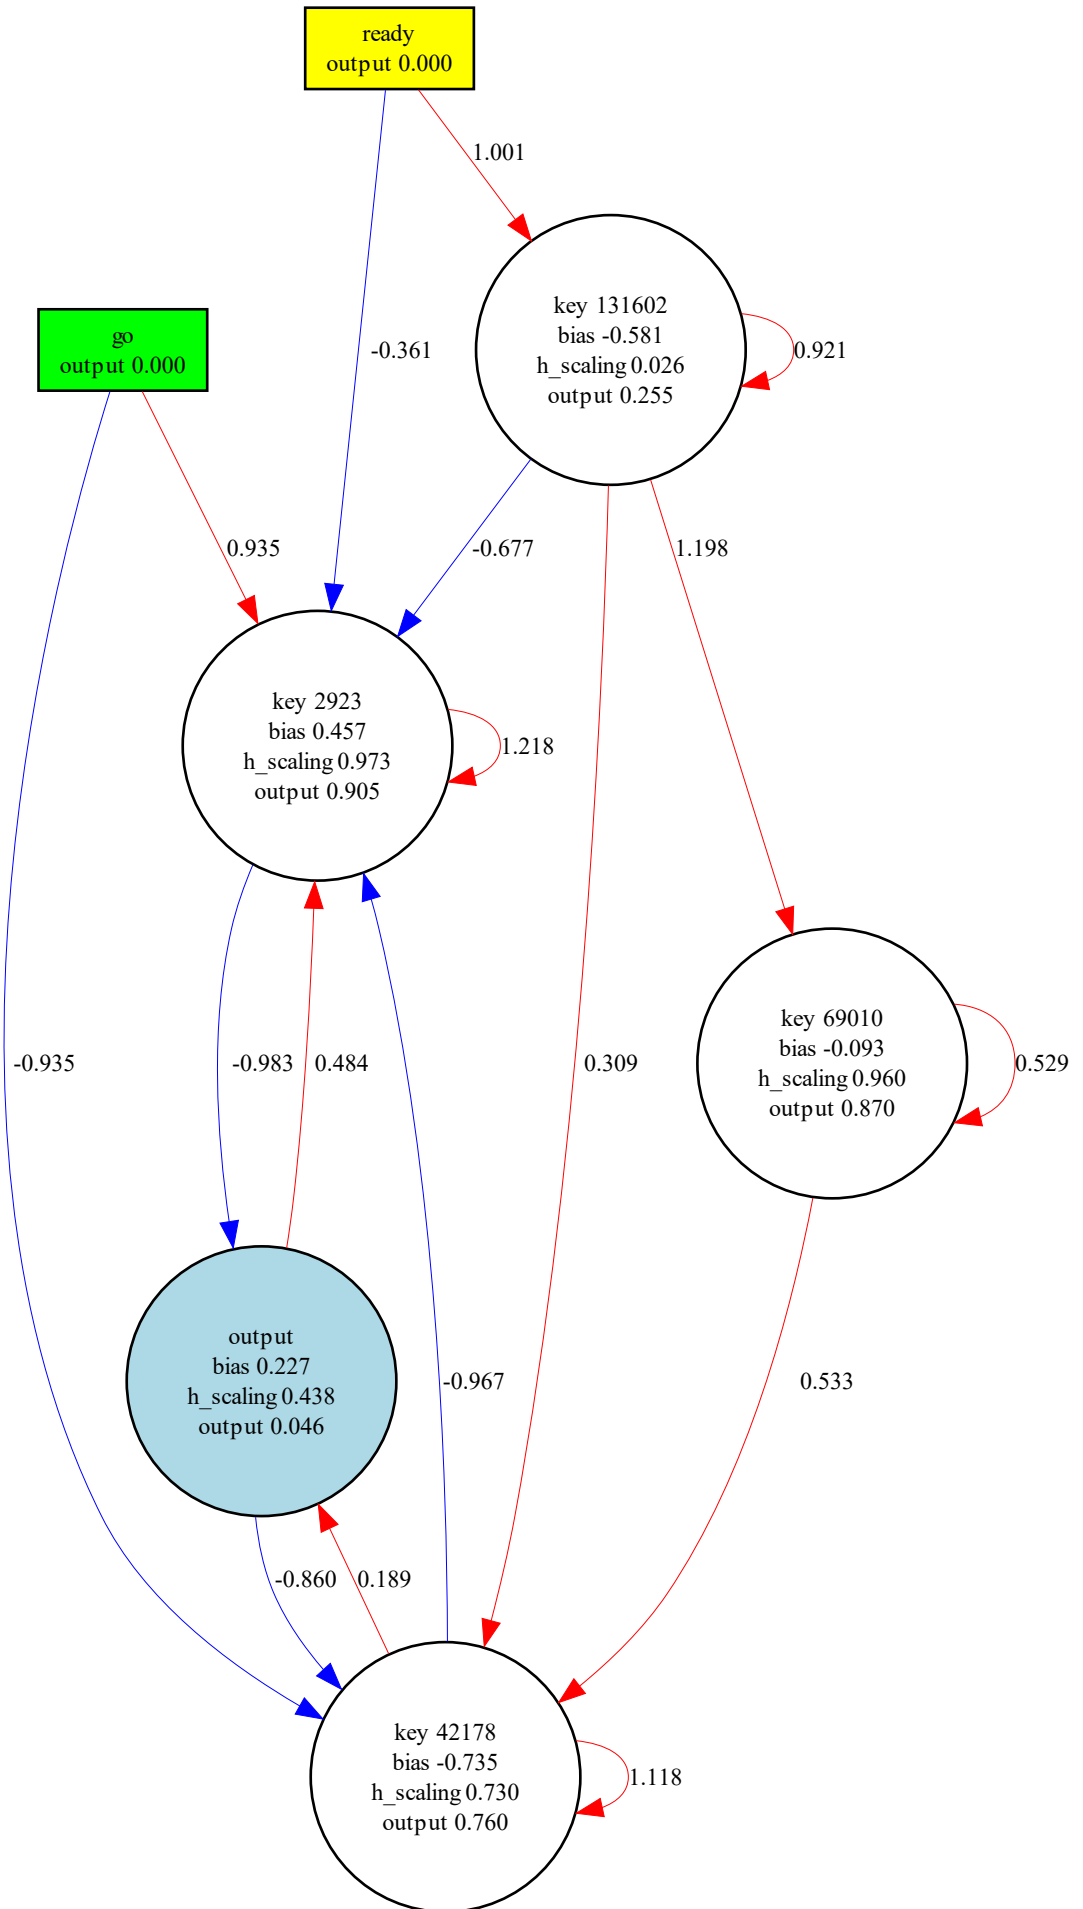 ready
output 0.000
1.001
key 131602
bias -0.581
h_scaling 0.026
output 0.255
0.921
-0.361
go
output 0.000
0.935
-0.677
1.198
key 2923
bias 0.457
h_scaling 0.973
output 0.905
1.218
key 69010
bias -0.093
h_scaling 0.960
output 0.870
0.529
-0.935
-0.983
0.484
0.309
output
bias 0.227
h_scaling 0.438
output 0.046
-0.967
0.533
-0.860
0.189
key 42178
bias -0.735
h_scaling 0.730
output 0.760
1.118